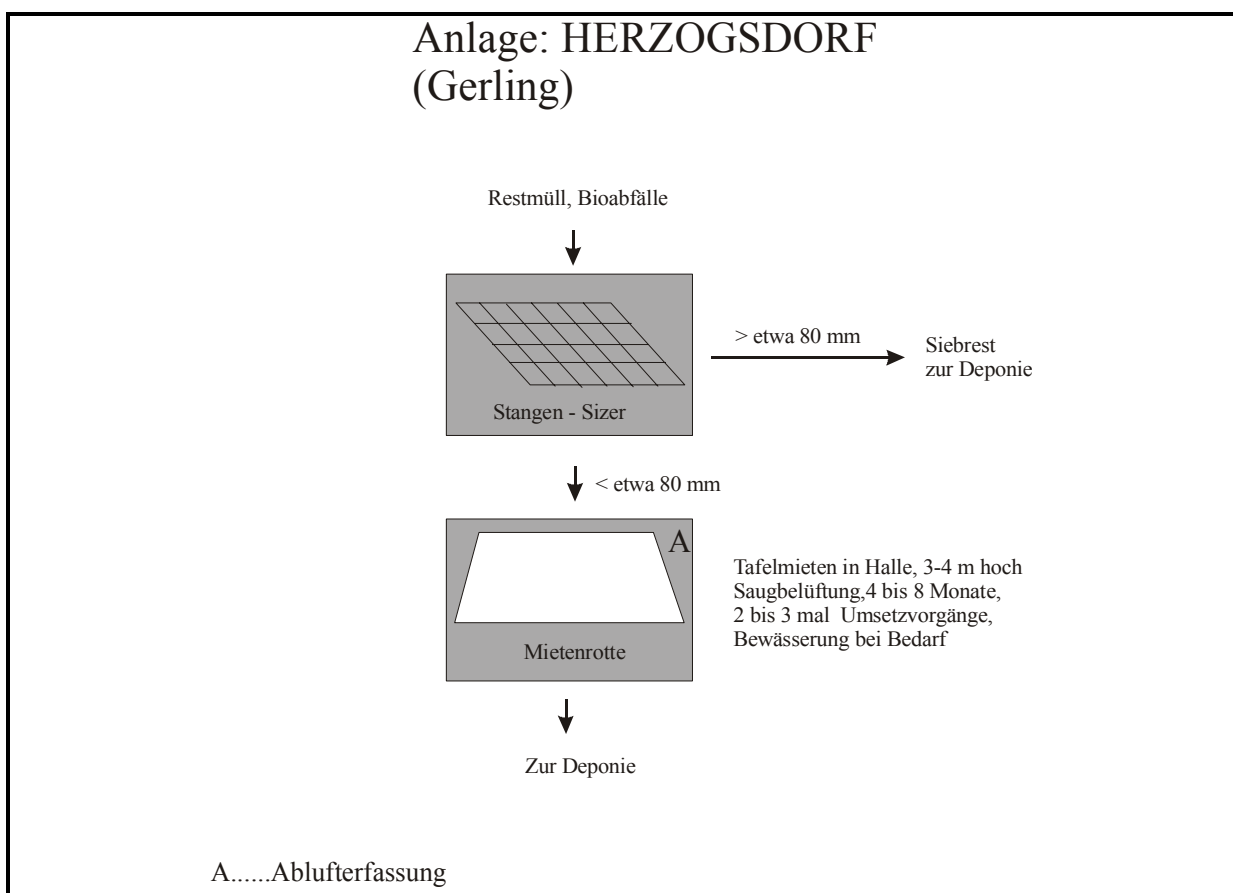 Anlage: HERZOGSDORF
(Gerling)
Restmüll, Bioabfälle
> etwa 80 mm
Siebrest
zur Deponie
Stangen - Sizer
< etwa 80 mm
A
Tafelmieten in Halle, 3-4 m hoch
Saugbelüftung,4 bis 8 Monate,
2 bis 3 mal Umsetzvorgänge,
Bewässerung bei Bedarf
Mietenrotte
Zur Deponie
A......Ablufterfassung